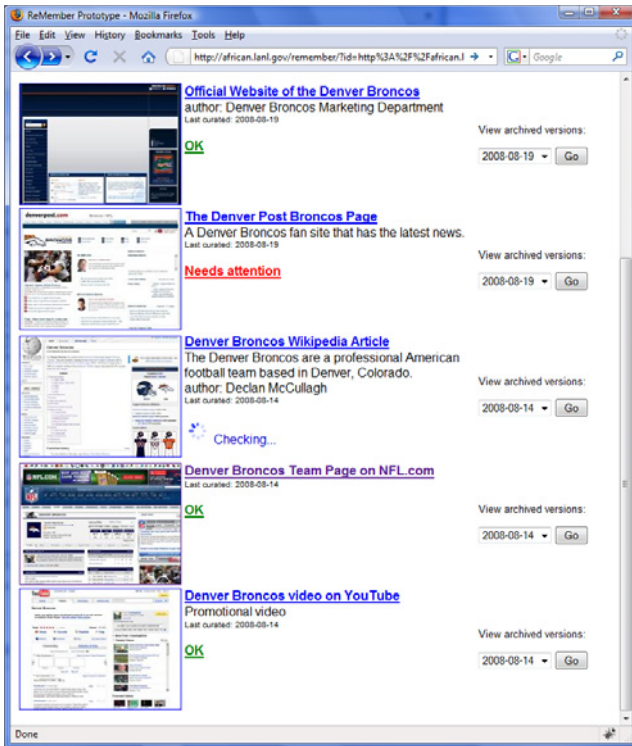 ReMember Prototype - Mozilla Firefox
File Edit View History Bookmarks Tools Help
http://african.lanl.gov/remember/?id=http%3A%2F%2Fafrican.l
Google
Official Website of the Denver Broncos
author: Denver Broncos Marketing Department
Last curated: 2008-08-19
OK
View archived versions:
2008-08-19 Go
denverpost.com
The Denver Post Broncos Page
A Denver Broncos fan site that has the latest news.
Last curated: 2008-08-19
Needs attention
View archived versions:
2008-08-19 Go
Denver Broncos Wikipedia Article
The Denver Broncos are a professional American
football team based in Denver, Colorado.
author: Declan McCullagh
Last curated: 2008-08-14
Checking...
View archived versions:
2008-08-14 Go
NFL.COM
Denver Broncos Team Page on NFL.com
Last curated: 2008-08-14
OK
View archived versions:
2008-08-14 Go
YouTube
Denver Broncos video on YouTube
Promotional video
Last curated: 2008-08-14
OK
View archived versions:
2008-08-14 Go
Done